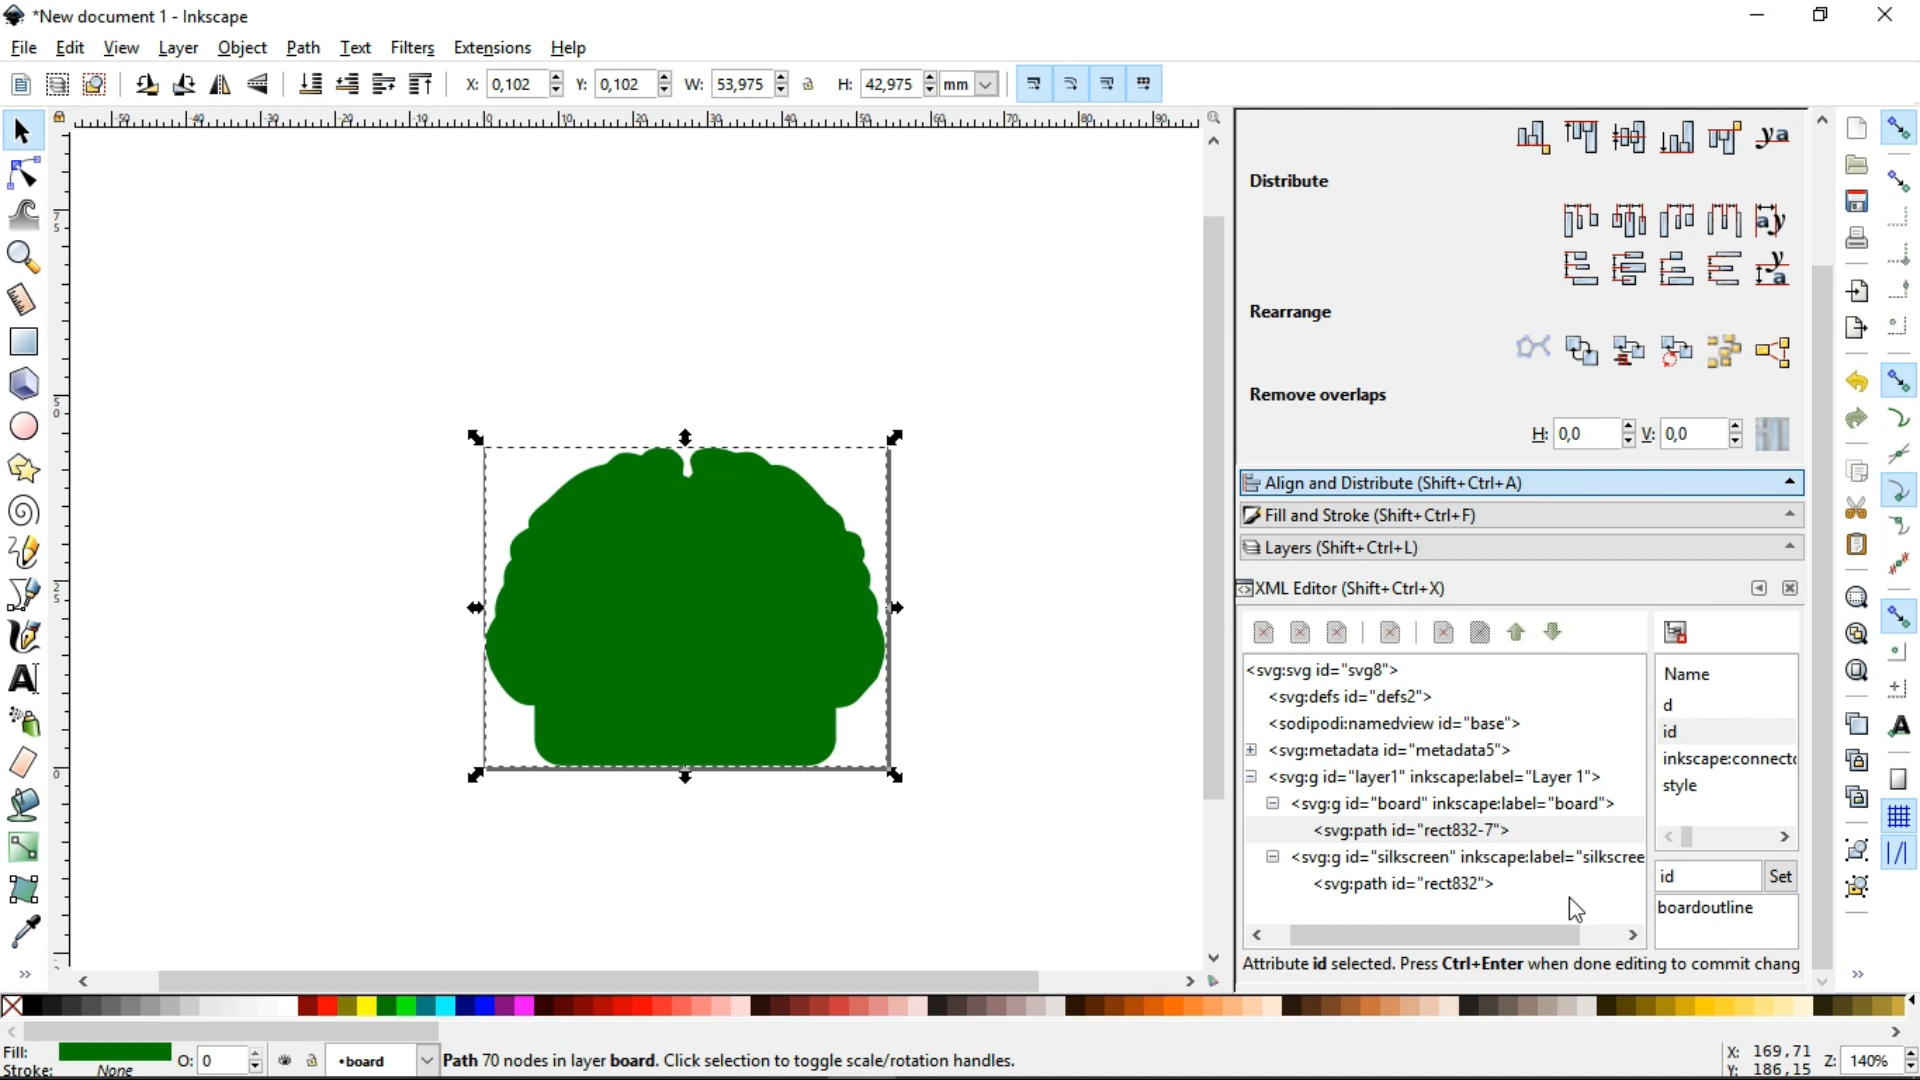 *New document 1 - Inkscape
File Edit View Layer Object Path Text Filters Extensions Help
X: 0,102 Y: 0,102 W: 53,975 H: 42,975 mm
Distribute
Rearrange
Remove overlaps
H: 0,0 V: 0,0
Align and Distribute (Shift+Ctrl+A)
Fill and Stroke (Shift+Ctrl+F)
Layers (Shift+Ctrl+L)
XML Editor (Shift+Ctrl+X)
<svg:svg id="svg8">
<svg:defs id="defs2">
<sodipodi:namedview id="base">
<svg:metadata id="metadata5">
<svg:g id="layer1" inkscape:label="Layer 1">
<svg:g id="board" inkscape:label="board">
<svg:path id="rect832-7">
<svg:g id="silkscreen" inkscape:label="silkscree
<svg:path id="rect832">
Name
d
id
inkscape:connecto
style
id Set
boardoutline
Attribute id selected. Press Ctrl+Enter when done editing to commit chang
Fill:
Stroke: None
O: 0
•board
Path 70 nodes in layer board. Click selection to toggle scale/rotation handles.
X: 169,71
Y: 186,15
Z: 140%